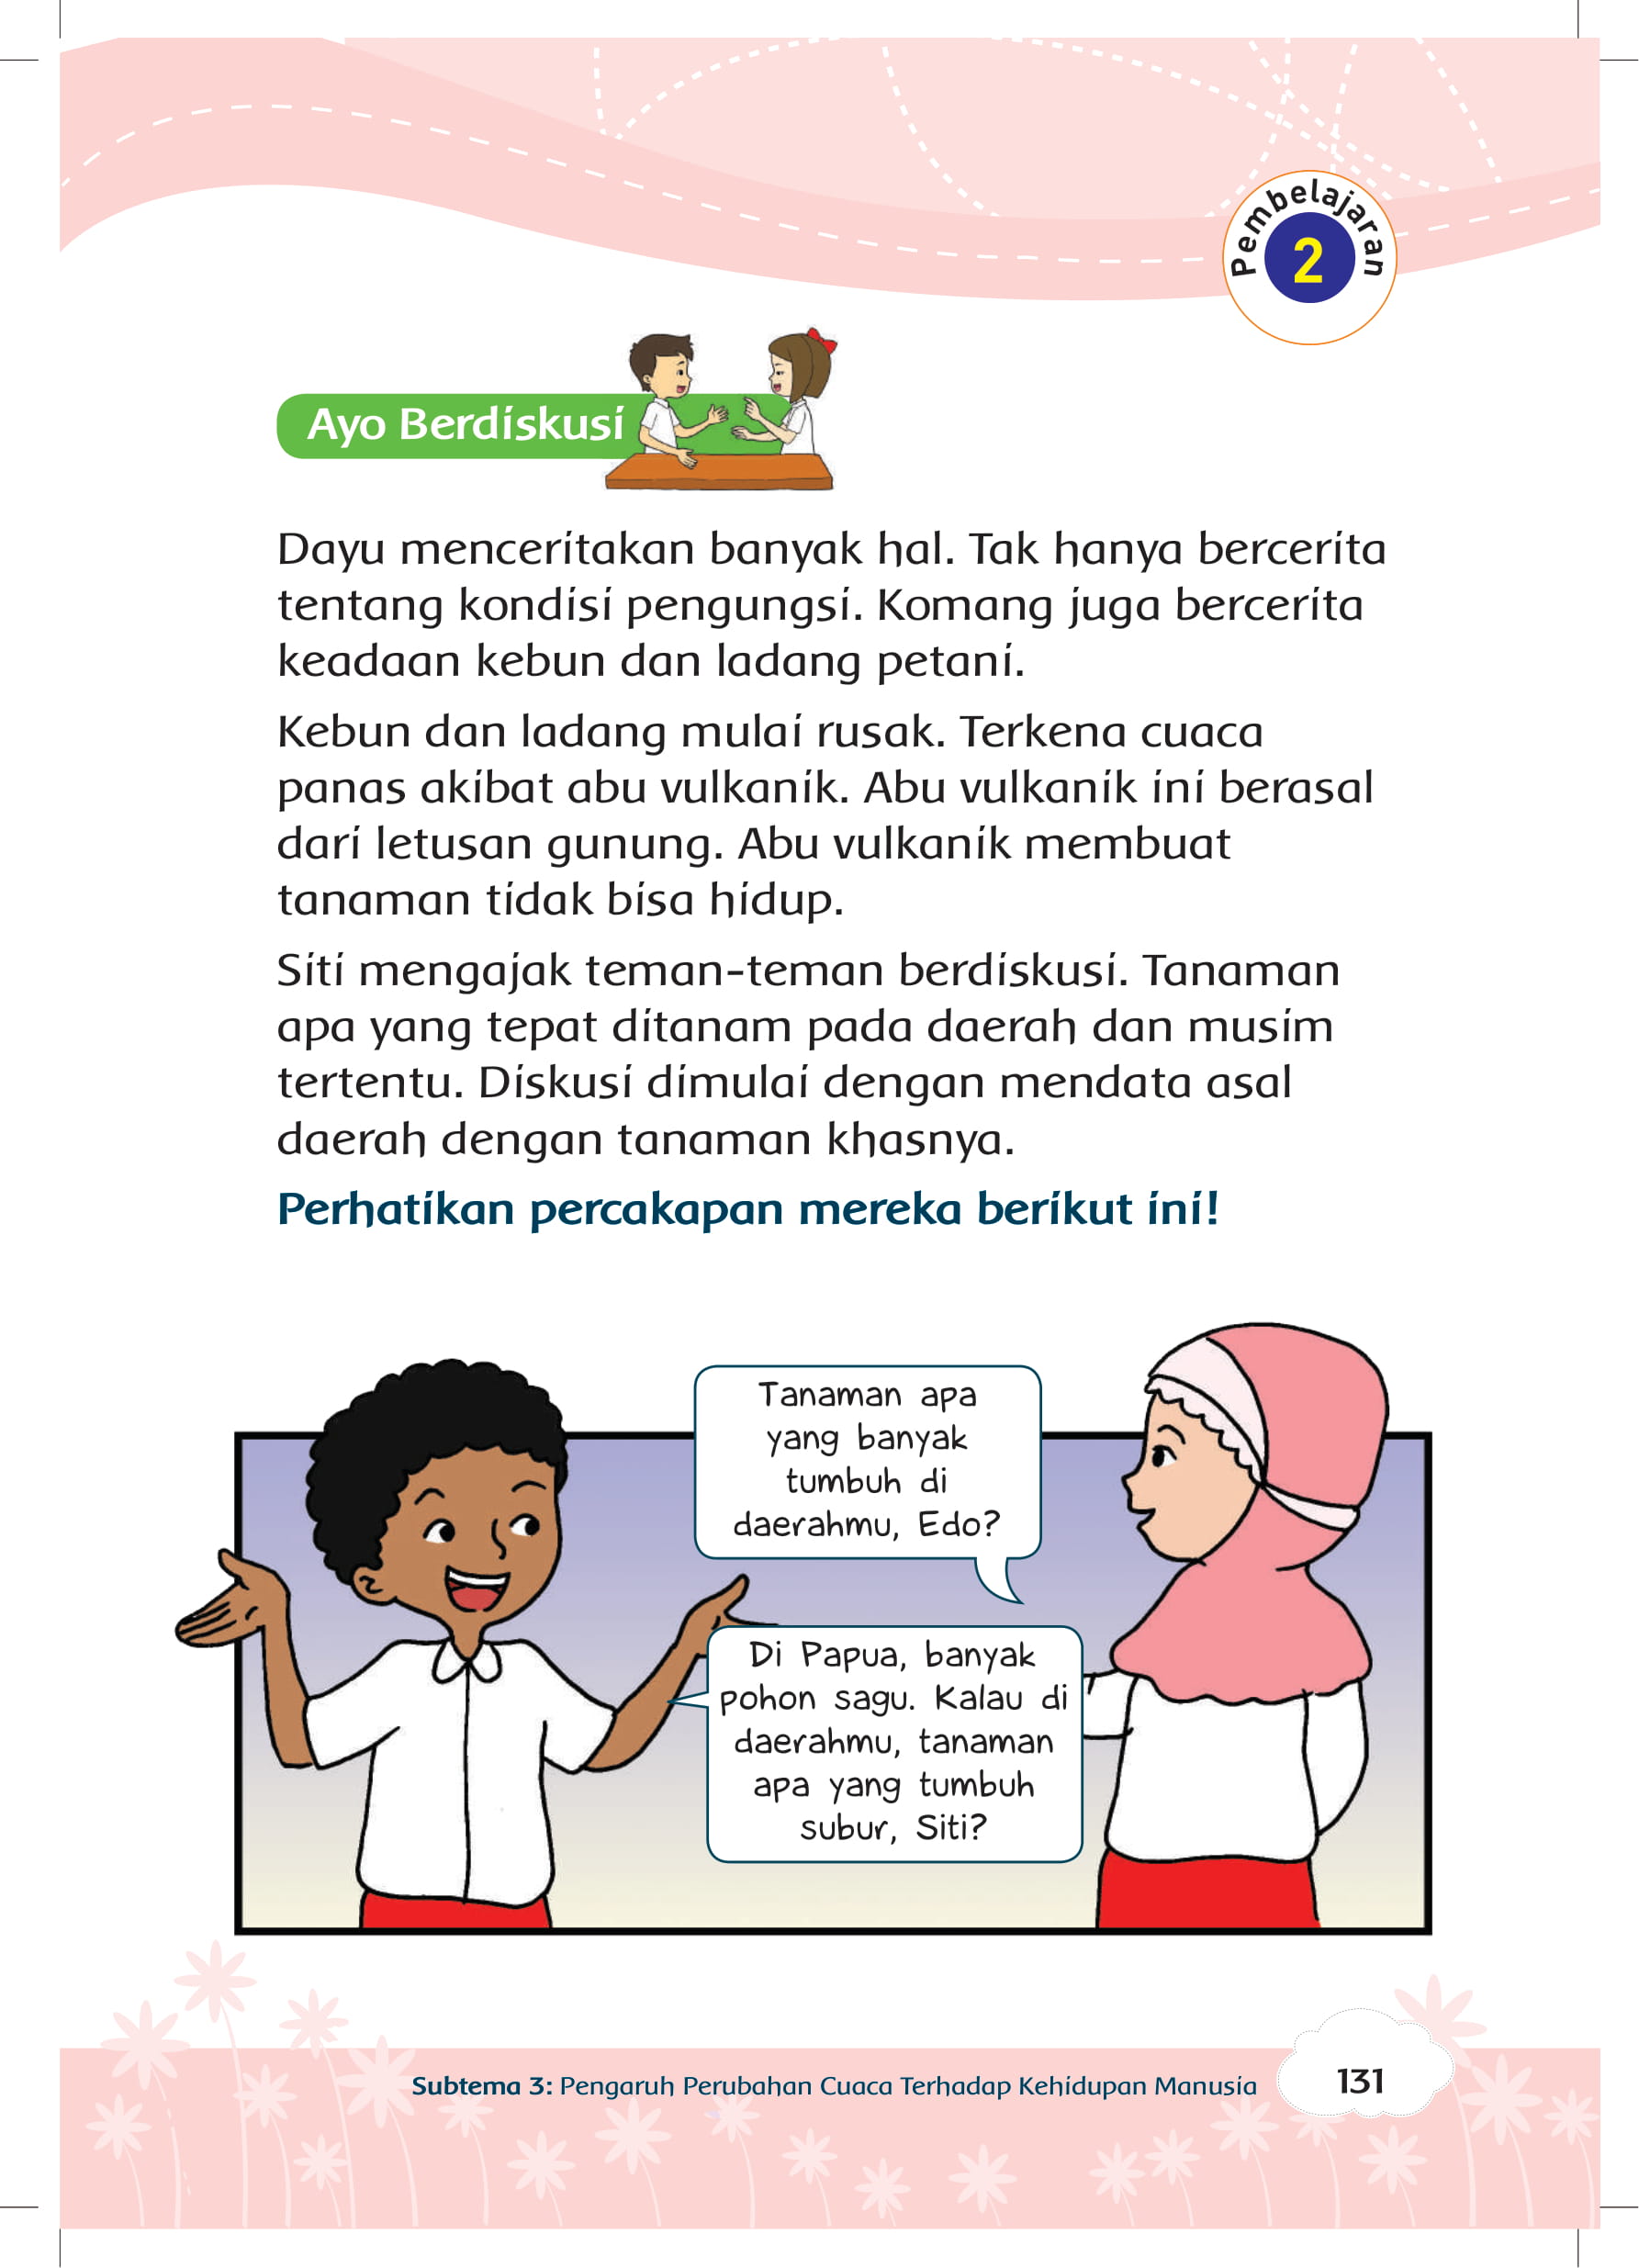 Pembelajaran
2
Ayo Berdiskusi
Dayu menceritakan banyak hal. Tak hanya bercerita
tentang kondisi pengungsi. Komang juga bercerita
keadaan kebun dan ladang petani.
Kebun dan ladang mulai rusak. Terkena cuaca
panas akibat abu vulkanik. Abu vulkanik ini berasal
dari letusan gunung. Abu vulkanik membuat
tanaman tidak bisa hidup.
Siti mengajak teman-teman berdiskusi. Tanaman
apa yang tepat ditanam pada daerah dan musim
tertentu. Diskusi dimulai dengan mendata asal
daerah dengan tanaman khasnya.
Perhatikan percakapan mereka berikut ini!
Tanaman apa
yang banyak
tumbuh di
daerahmu, Edo?
Di Papua, banyak
pohon sagu. Kalau di
daerahmu, tanaman
apa yang tumbuh
subur, Siti?
Subtema 3: Pengaruh Perubahan Cuaca Terhadap Kehidupan Manusia
131